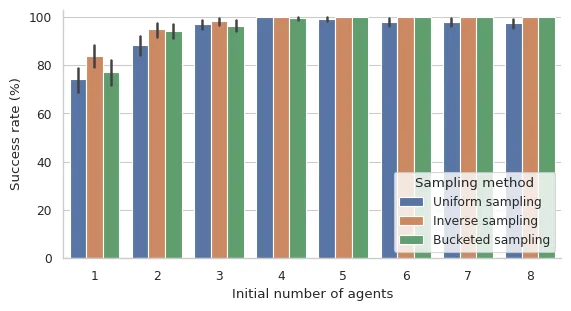 100
80
60
40
20
0
Success rate (%)
Sampling method
Uniform sampling
Inverse sampling
Bucketed sampling
1 2 3 4 5 6 7 8
Initial number of agents